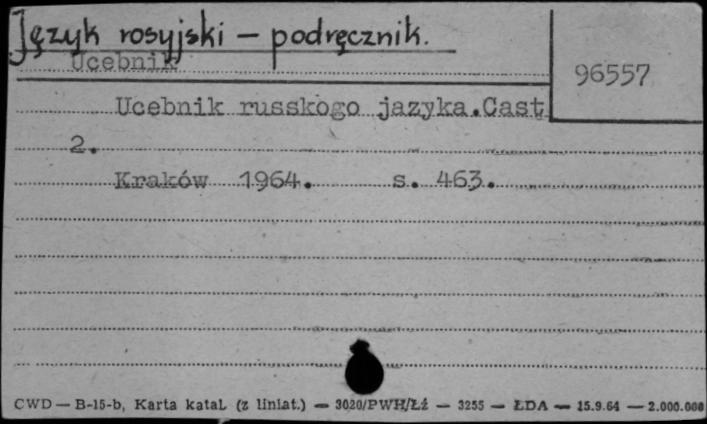 Język rosyjski – podręcznik.
Ucebnik
96557
Ucebnik russkogo jazyka.Cast
2.
Kraków 1964. s. 463.
CWD — B-15-b, Karta katal. (z liniat.) — 3020/PWH/Łź — 3255 — ŁDA — 15.9.64 — 2.000.000